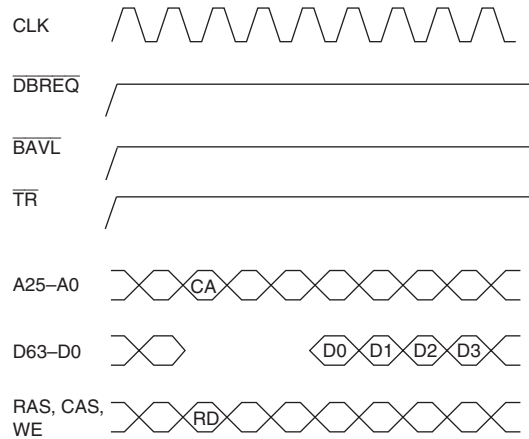 CLK
DBREQ
BAVL
TR
A25–A0
CA
D63–D0
D0 D1 D2 D3
RAS, CAS,
WE
RD